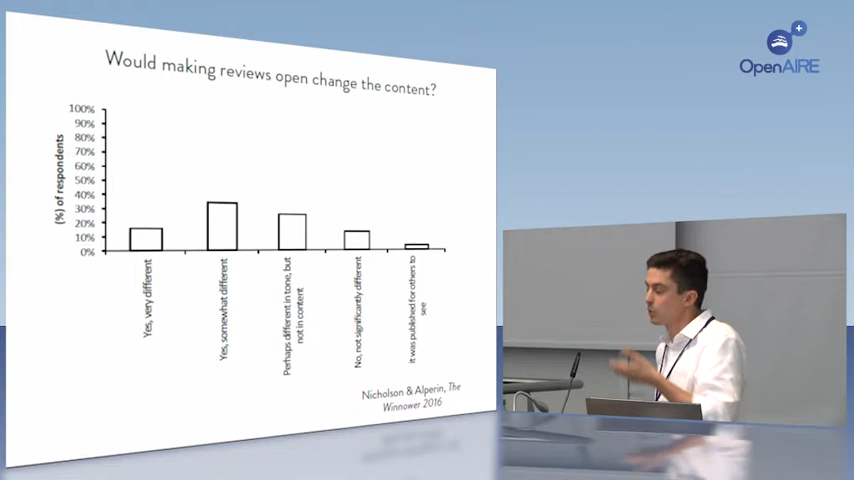 Would making reviews open change the content?
OpenAIRE
(%) of respondents
100%
90%
80%
70%
60%
50%
40%
30%
20%
10%
0%
Yes, very different
Yes, somewhat different
Perhaps different in tone, but
not in content
No, not significantly different
it was published for others to
see
Nicholson & Alperin, The
Winnower 2016